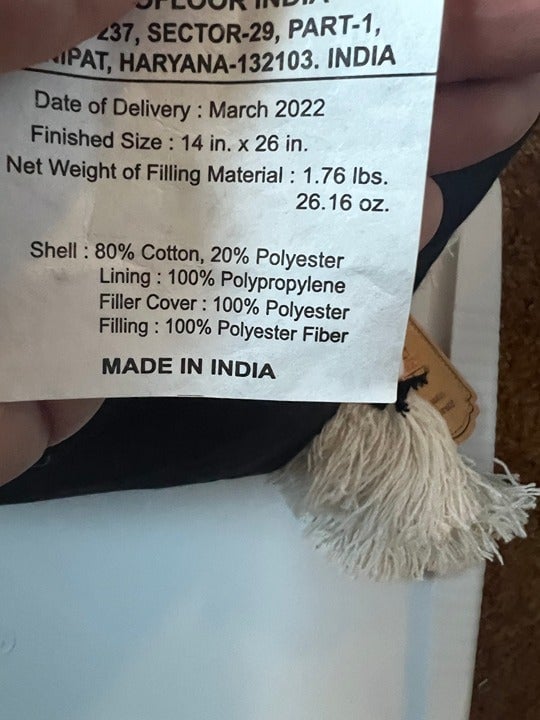 INDIA
237, SECTOR-29, PART-1,
HARYANA-132103. INDIA
Date of Delivery : March 2022
Finished Size : 14 in. x 26 in.
Net Weight of Filling Material : 1.76 lbs.
26.16 oz.
Shell : 80% Cotton, 20% Polyester
Lining : 100% Polypropylene
Filler Cover : 100% Polyester
Filling : 100% Polyester Fiber
MADE IN INDIA